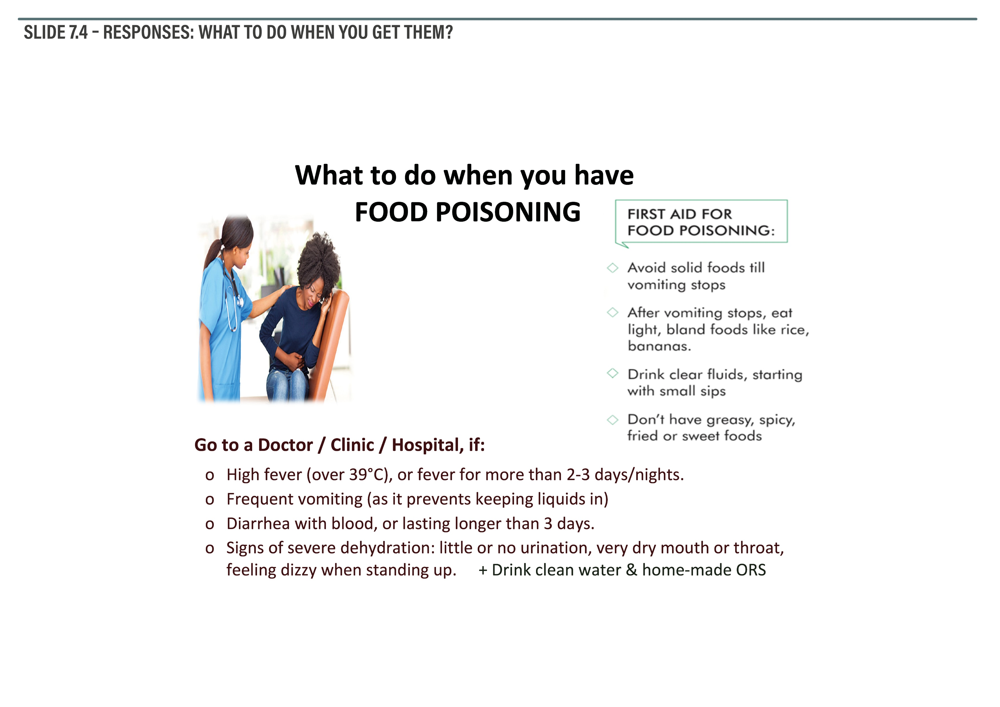 SLIDE 7.4 – RESPONSES: WHAT TO DO WHEN YOU GET THEM?
What to do when you have
FOOD POISONING
FIRST AID FOR
FOOD POISONING:
◇ Avoid solid foods till
vomiting stops
◇ After vomiting stops, eat
light, bland foods like rice,
bananas.
◇ Drink clear fluids, starting
with small sips
◇ Don't have greasy, spicy,
fried or sweet foods
Go to a Doctor / Clinic / Hospital, if:
o High fever (over 39°C), or fever for more than 2-3 days/nights.
o Frequent vomiting (as it prevents keeping liquids in)
o Diarrhea with blood, or lasting longer than 3 days.
o Signs of severe dehydration: little or no urination, very dry mouth or throat,
feeling dizzy when standing up. + Drink clean water & home-made ORS